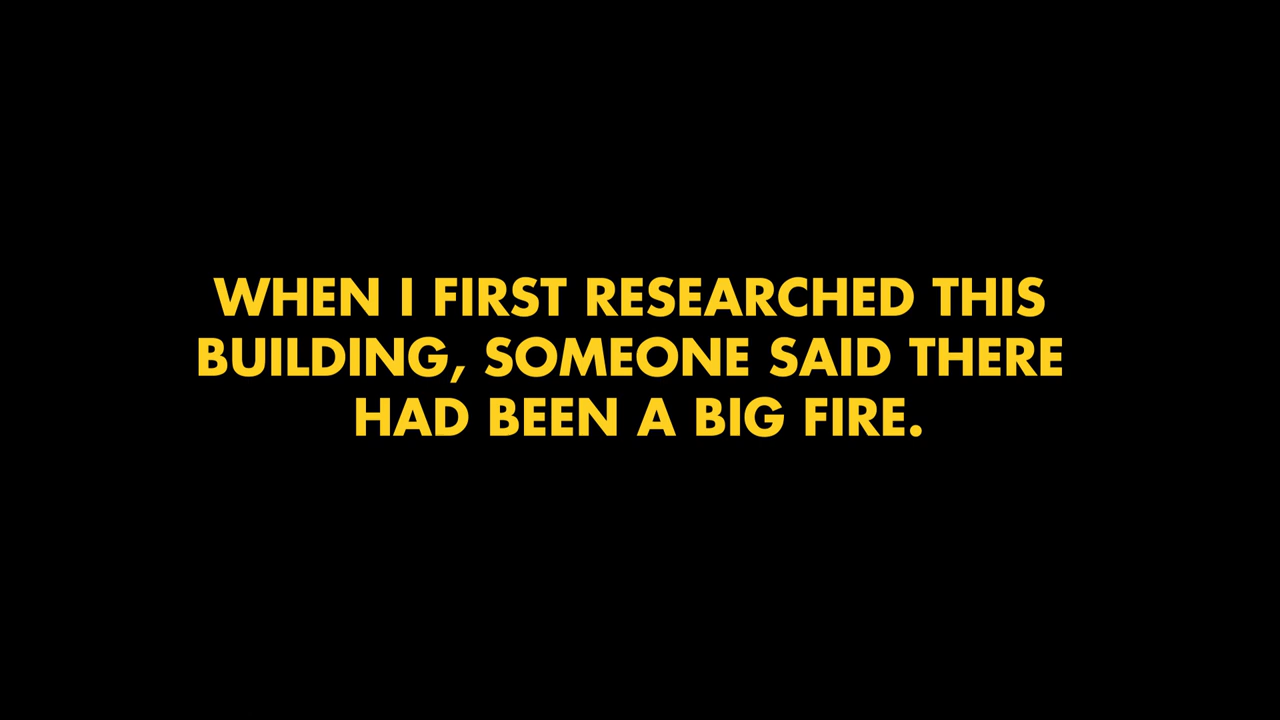 WHEN I FIRST RESEARCHED THIS
BUILDING, SOMEONE SAID THERE
HAD BEEN A BIG FIRE.